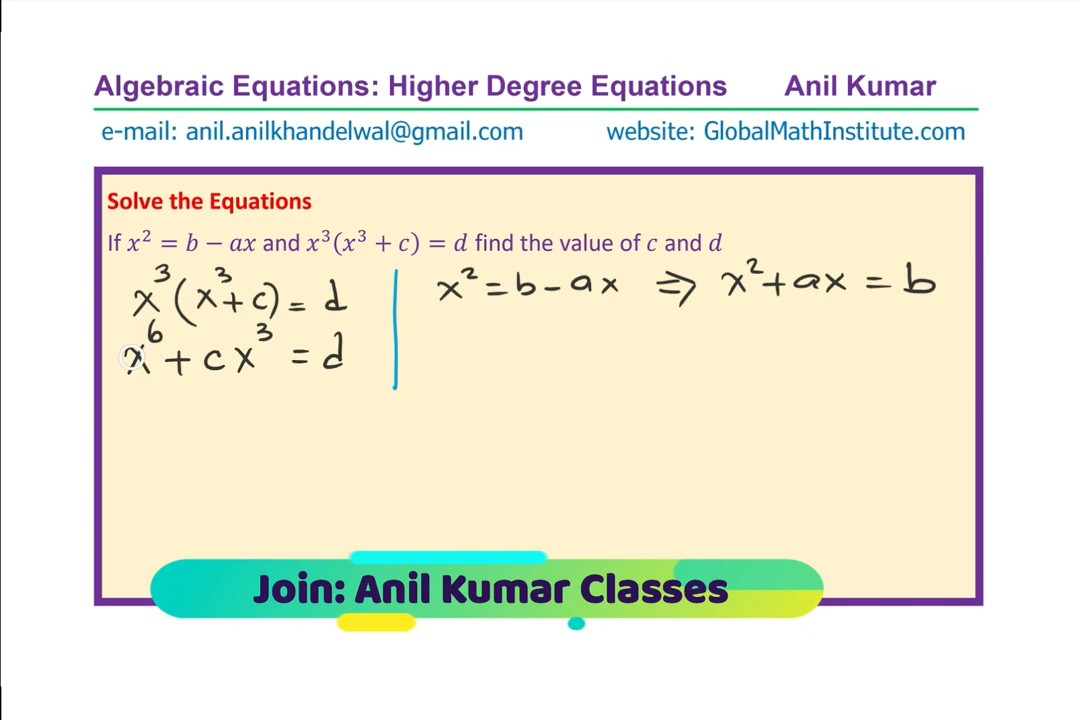 Algebraic Equations: Higher Degree Equations Anil Kumar
e-mail: anil.anilkhandelwal@gmail.com website: GlobalMathInstitute.com
Solve the Equations
If x² = b − ax and x³(x³ + c) = d find the value of c and d
x³(x³+c) = d
x² = b − ax ⇒ x² + ax = b
x⁶ + cx³ = d
Join: Anil Kumar Classes